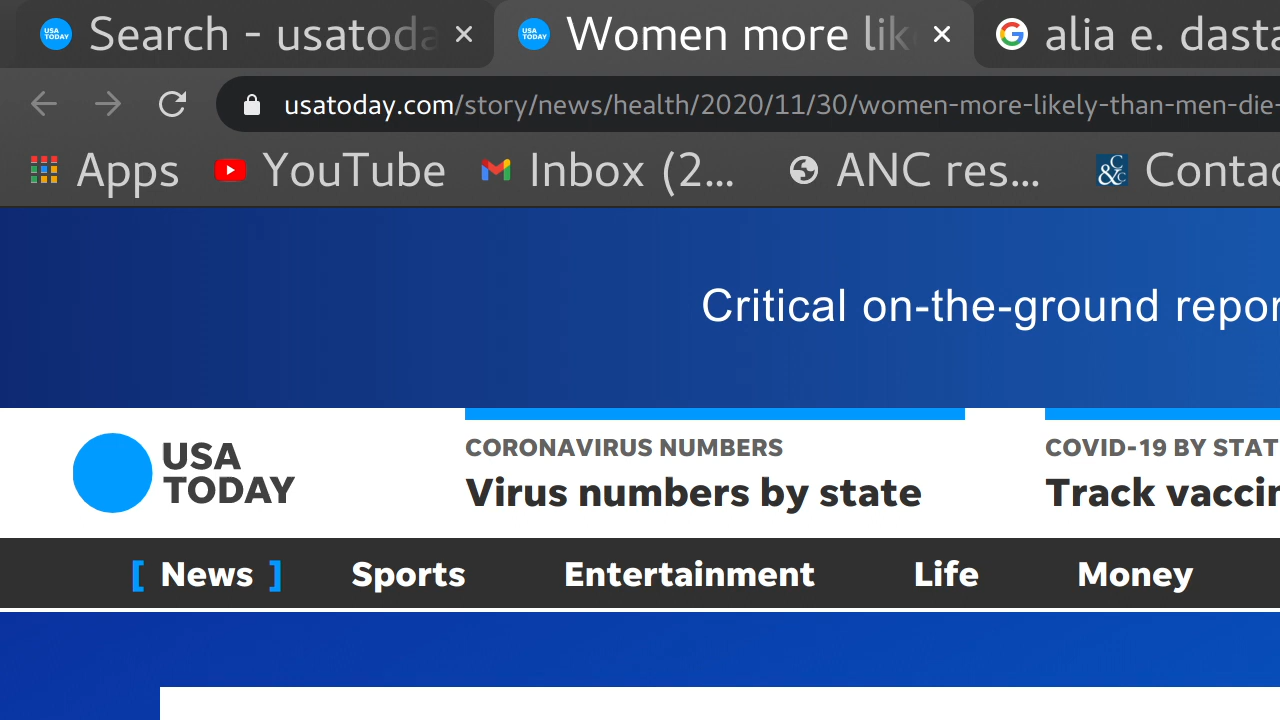 Search - usatoda
Women more lik
alia e. dasta
usatoday.com/story/news/health/2020/11/30/women-more-likely-than-men-die-
Apps
YouTube
Inbox (2...
ANC res...
Contac
Critical on-the-ground repor
USA
TODAY
CORONAVIRUS NUMBERS
Virus numbers by state
COVID-19 BY STAT
Track vaccin
[ News ]
Sports
Entertainment
Life
Money